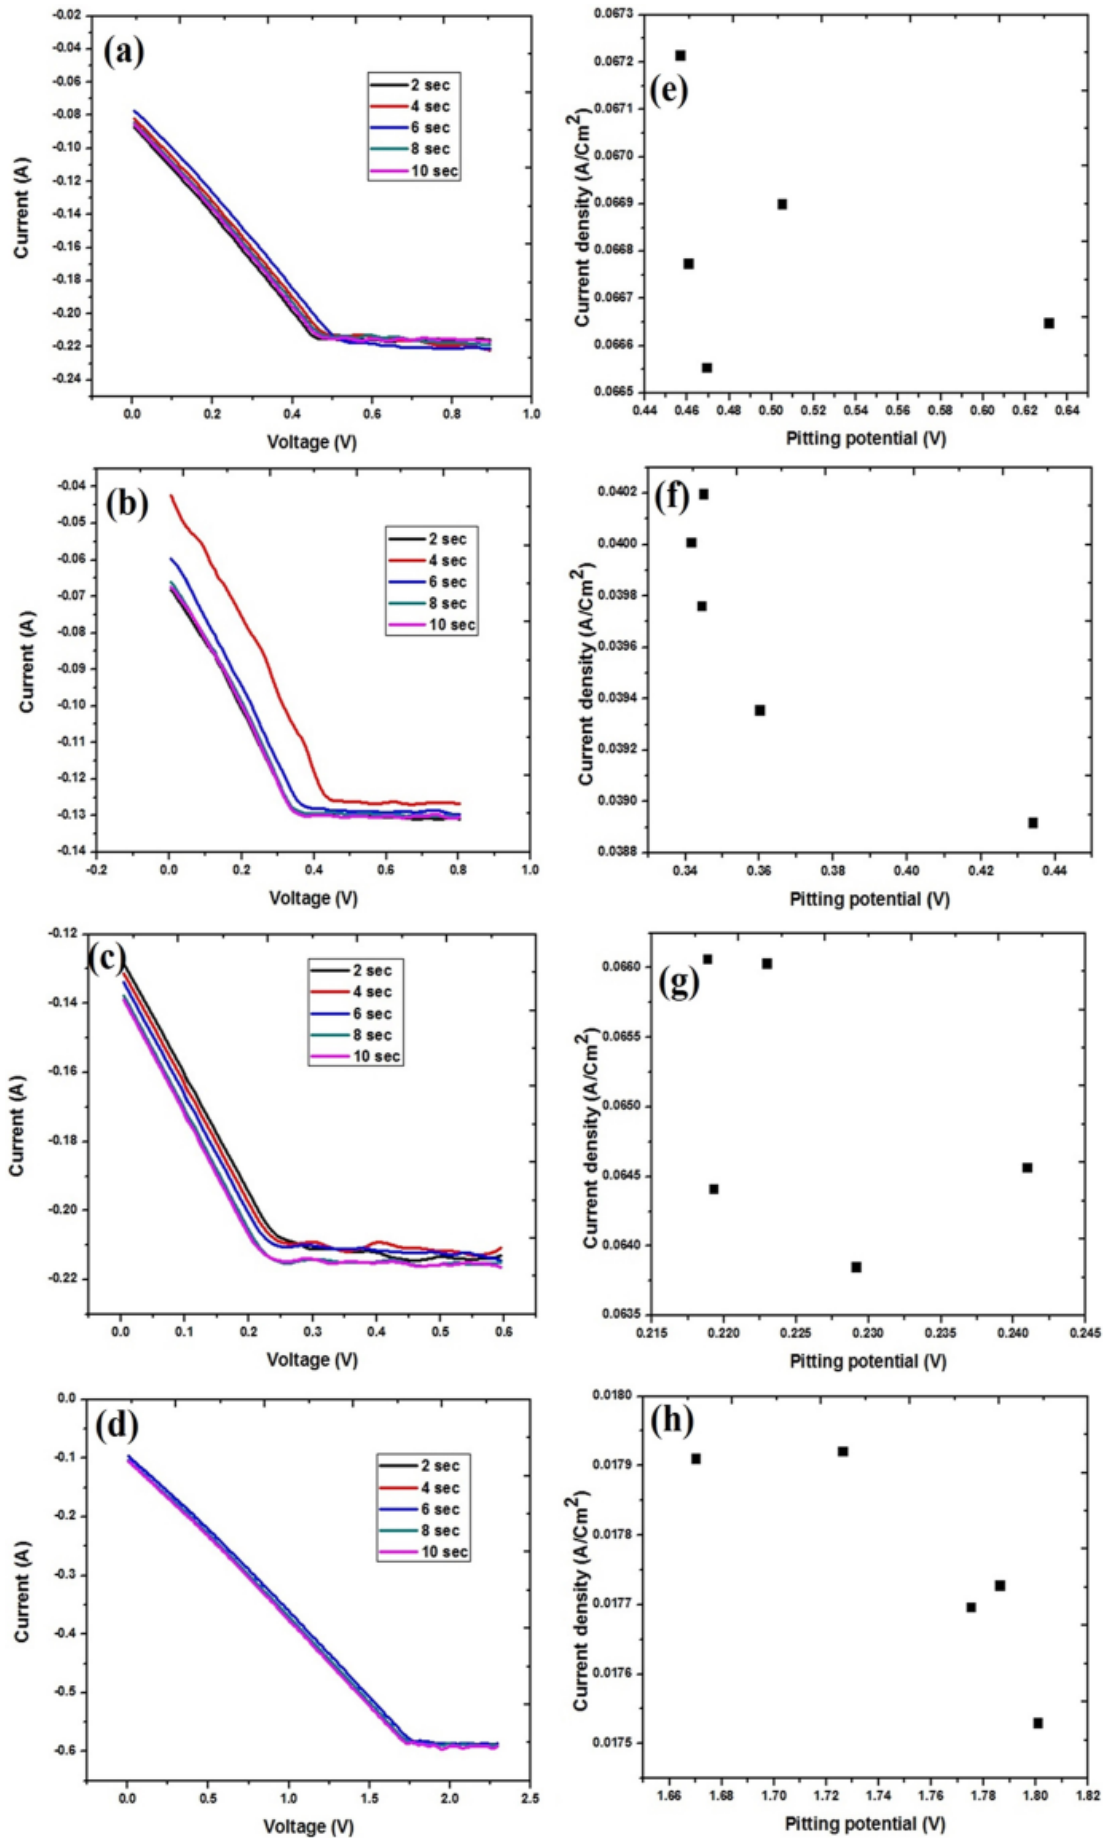 (a)
-0.02
-0.04
-0.06
-0.08
-0.10
-0.12
-0.14
-0.16
-0.18
-0.20
-0.22
-0.24
Current (A)
2 sec
4 sec
6 sec
8 sec
10 sec
0.0 0.2 0.4 0.6 0.8 1.0
Voltage (V)
(e)
0.0673
0.0672
0.0671
0.0670
0.0669
0.0668
0.0667
0.0666
0.0665
Current density (A/Cm2)
0.44 0.46 0.48 0.50 0.52 0.54 0.56 0.58 0.60 0.62 0.64
Pitting potential (V)
(b)
-0.04
-0.05
-0.06
-0.07
-0.08
-0.09
-0.10
-0.11
-0.12
-0.13
-0.14
Current (A)
2 sec
4 sec
6 sec
8 sec
10 sec
-0.2 0.0 0.2 0.4 0.6 0.8 1.0
Voltage (V)
(f)
0.0402
0.0400
0.0398
0.0396
0.0394
0.0392
0.0390
0.0388
Current density (A/Cm2)
0.34 0.36 0.38 0.40 0.42 0.44
Pitting potential (V)
(c)
-0.12
-0.14
-0.16
-0.18
-0.20
-0.22
Current (A)
2 sec
4 sec
6 sec
8 sec
10 sec
0.0 0.1 0.2 0.3 0.4 0.5 0.6
Voltage (V)
(g)
0.0660
0.0655
0.0650
0.0645
0.0640
0.0635
Current density (A/Cm2)
0.215 0.220 0.225 0.230 0.235 0.240 0.245
Pitting potential (V)
(d)
0.0
-0.1
-0.2
-0.3
-0.4
-0.5
-0.6
Current (A)
2 sec
4 sec
6 sec
8 sec
10 sec
0.0 0.5 1.0 1.5 2.0 2.5
Voltage (V)
(h)
0.0180
0.0179
0.0178
0.0177
0.0176
0.0175
Current density (A/Cm2)
1.66 1.68 1.70 1.72 1.74 1.76 1.78 1.80 1.82
Pitting potential (V)